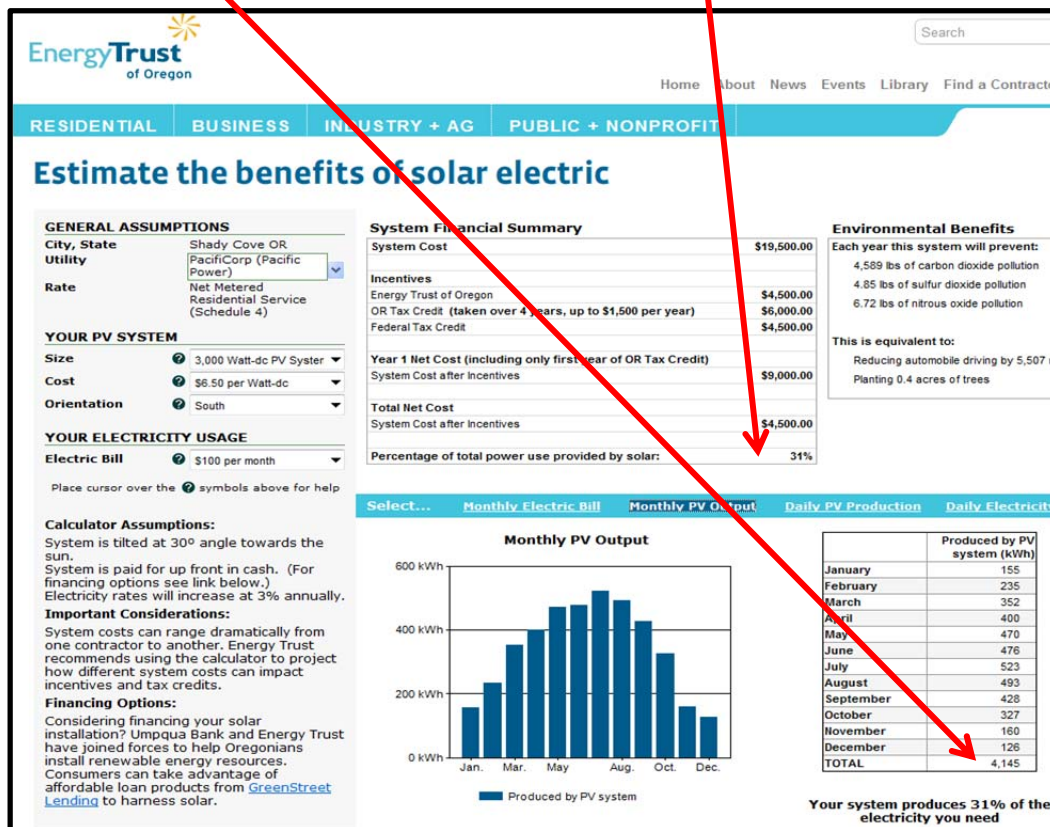 EnergyTrust
of Oregon
Search
Home About News Events Library Find a Contracto
RESIDENTIAL BUSINESS INDUSTRY + AG PUBLIC + NONPROFIT
Estimate the benefits of solar electric
GENERAL ASSUMPTIONS
City, State Shady Cove OR
Utility PacifiCorp (Pacific
Power)
Rate Net Metered
Residential Service
(Schedule 4)
YOUR PV SYSTEM
Size ? 3,000 Watt-dc PV Syster
Cost ? $6.50 per Watt-dc
Orientation ? South
YOUR ELECTRICITY USAGE
Electric Bill ? $100 per month
Place cursor over the ? symbols above for help
Calculator Assumptions:
System is tilted at 30º angle towards the
sun.
System is paid for up front in cash. (For
financing options see link below.)
Electricity rates will increase at 3% annually.
Important Considerations:
System costs can range dramatically from
one contractor to another. Energy Trust
recommends using the calculator to project
how different system costs can impact
incentives and tax credits.
Financing Options:
Considering financing your solar
installation? Umpqua Bank and Energy Trust
have joined forces to help Oregonians
install renewable energy resources.
Consumers can take advantage of
affordable loan products from GreenStreet
Lending to harness solar.
System Financial Summary
System Cost $19,500.00
Incentives
Energy Trust of Oregon $4,500.00
OR Tax Credit (taken over 4 years, up to $1,500 per year) $6,000.00
Federal Tax Credit $4,500.00
Year 1 Net Cost (including only first year of OR Tax Credit)
System Cost after Incentives $9,000.00
Total Net Cost
System Cost after Incentives $4,500.00
Percentage of total power use provided by solar: 31%
Environmental Benefits
Each year this system will prevent:
4,589 lbs of carbon dioxide pollution
4.85 lbs of sulfur dioxide pollution
6.72 lbs of nitrous oxide pollution
This is equivalent to:
Reducing automobile driving by 5,507
Planting 0.4 acres of trees
Select... Monthly Electric Bill Monthly PV Output Daily PV Production Daily Electricity
Monthly PV Output
600 kWh
400 kWh
200 kWh
0 kWh
Jan. Mar. May Aug. Oct. Dec.
Produced by PV system
Produced by PV
system (kWh)
January 155
February 235
March 352
April 400
May 470
June 476
July 523
August 493
September 428
October 327
November 160
December 126
TOTAL 4,145
Your system produces 31% of the
electricity you need